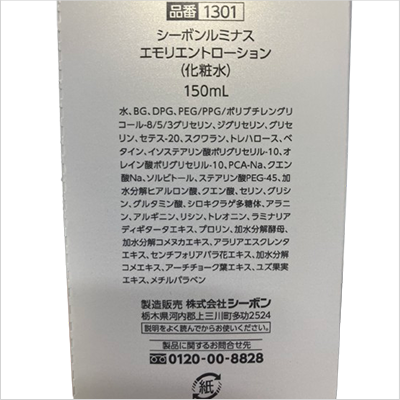 品番 1301
シーボンルミナス
エモリエントローション
(化粧水)
150mL
水、BG、DPG、PEG/PPG/ポリブチレングリ
コール-8/5/3グリセリン、ジグリセリン、グリセ
リン、セテス-20、スクワラン、トレハロース、ベ
タイン、イソステアリン酸ポリグリセリル-10、オ
レイン酸ポリグリセリル-10、PCA-Na、クエン
酸Na、ソルビトール、ステアリン酸PEG-45、加
水分解ヒアルロン酸、クエン酸、セリン、グリシ
ン、グルタミン酸、シロキクラゲ多糖体、アラニ
ン、アルギニン、リシン、トレオニン、ラミナリア
ディギタータエキス、プロリン、加水分解酵母、
加水分解コメヌカエキス、アラリアエスクレンタ
エキス、センチフォリアバラ花エキス、加水分解
コメエキス、アーチチョーク葉エキス、ユズ果実
エキス、メチルパラベン
製造販売 株式会社 シーボン
栃木県河内郡上三川町多功2524
説明をよく読んでからお使いください。
製品に関するお問合せ先
0120-00-8828
紙